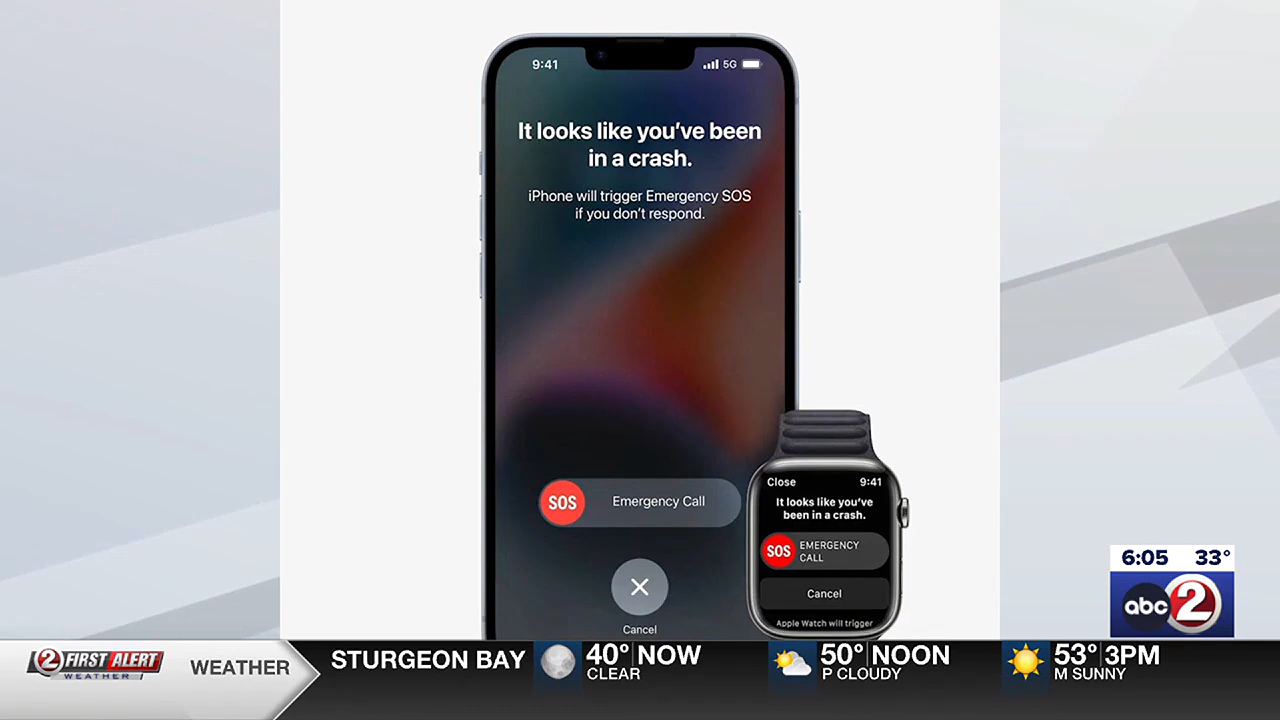 9:41
5G
It looks like you've been
in a crash.
iPhone will trigger Emergency SOS
if you don't respond.
SOS
Emergency Call
Cancel
Close
9:41
It looks like you've
been in a crash.
SOS
EMERGENCY
CALL
Cancel
Apple Watch will trigger
6:05 33°
abc 2
2 FIRST ALERT
WEATHER
WEATHER
STURGEON BAY
40° NOW
CLEAR
50° NOON
P CLOUDY
53° 3PM
M SUNNY